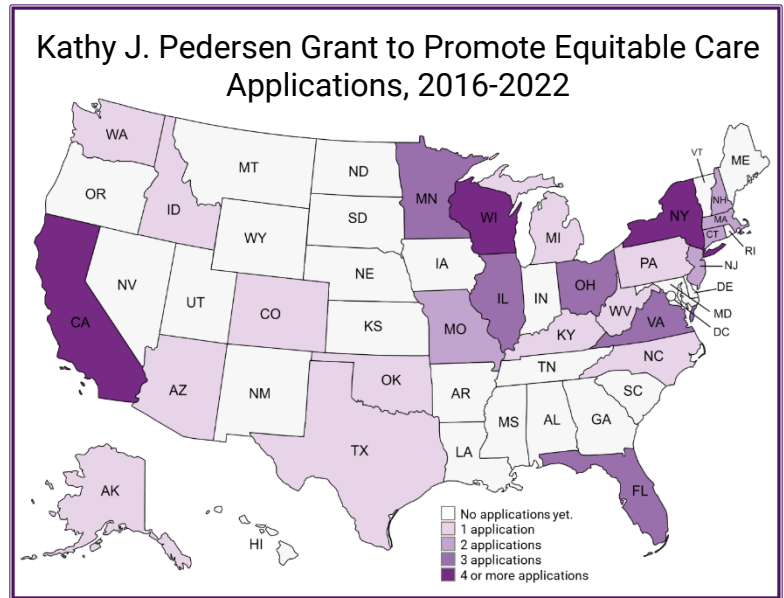 Kathy J. Pedersen Grant to Promote Equitable Care
Applications, 2016-2022
WA
MT
ND
MN
VT
ME
OR
ID
SD
WI
NY
NH
MA
CT
RI
WY
MI
PA
NJ
NV
NE
IA
IL
IN
OH
DE
CA
UT
CO
KS
MO
WV
VA
MD
DC
KY
AZ
NM
OK
AR
TN
NC
SC
TX
LA
MS
AL
GA
AK
HI
FL
No applications yet.
1 application
2 applications
3 applications
4 or more applications